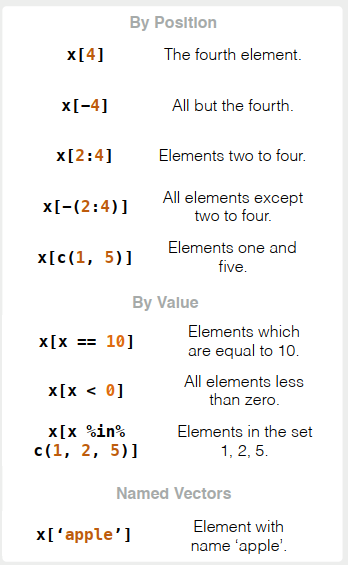 By Position
x[4] The fourth element.
x[-4] All but the fourth.
x[2:4] Elements two to four.
x[-(2:4)] All elements except
two to four.
x[c(1, 5)] Elements one and
five.
By Value
x[x == 10] Elements which
are equal to 10.
x[x < 0] All elements less
than zero.
x[x %in% Elements in the set
c(1, 2, 5)] 1, 2, 5.
Named Vectors
x[‘apple’] Element with
name ‘apple’.